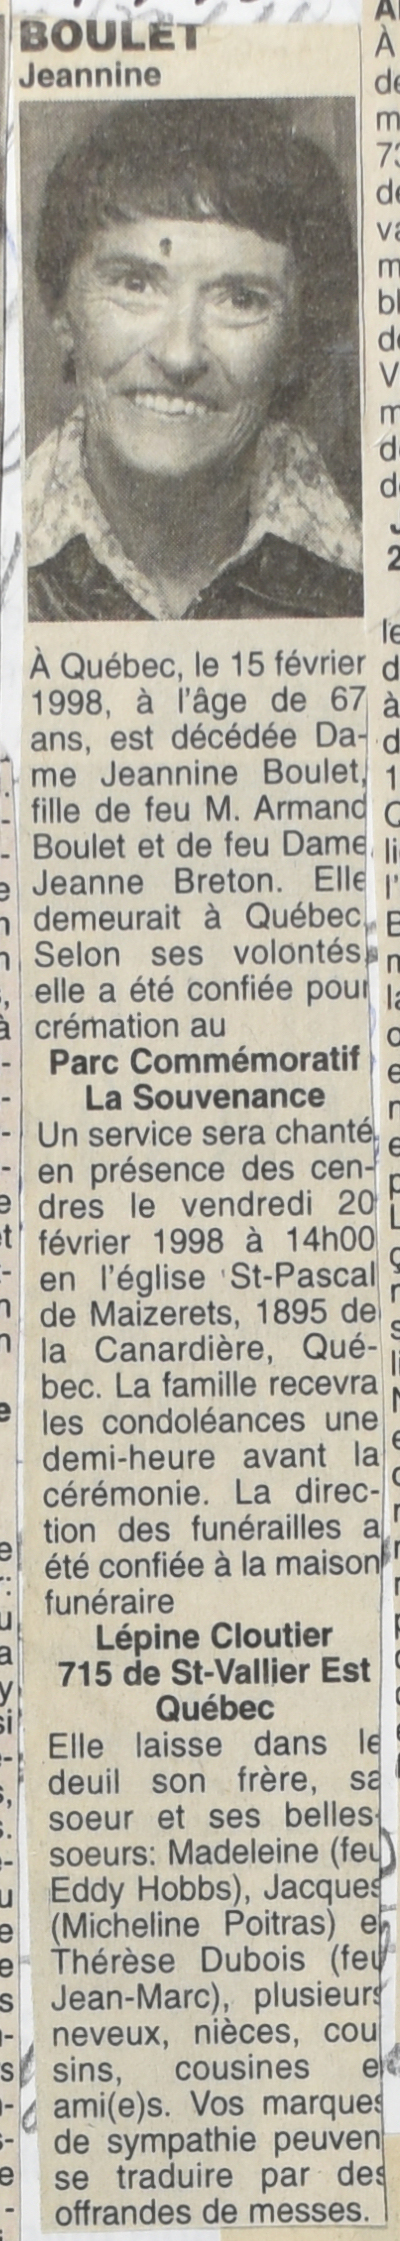 BOULET
Jeannine
À Québec, le 15 février
1998, à l'âge de 67
ans, est décédée Da-
me Jeannine Boulet,
fille de feu M. Armand
Boulet et de feu Dame
Jeanne Breton. Elle
demeurait à Québec.
Selon ses volontés,
elle a été confiée pour
crémation au
Parc Commémoratif
La Souvenance
Un service sera chanté
en présence des cen-
dres le vendredi 20
février 1998 à 14h00
en l'église St-Pascal
de Maizerets, 1895 de
la Canardière, Qué-
bec. La famille recevra
les condoléances une
demi-heure avant la
cérémonie. La direc-
tion des funérailles a
été confiée à la maison
funéraire
Lépine Cloutier
715 de St-Vallier Est
Québec
Elle laisse dans le
deuil son frère, sa
soeur et ses belles-
soeurs: Madeleine (feu
Eddy Hobbs), Jacques
(Micheline Poitras) e
Thérèse Dubois (feu
Jean-Marc), plusieurs
neveux, nièces, cou
sins, cousines e
ami(e)s. Vos marques
de sympathie peuven
se traduire par des
offrandes de messes.